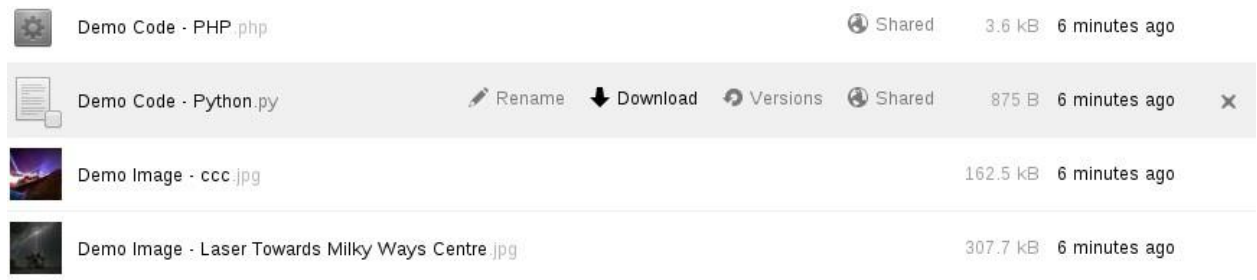 Demo Code - PHP.php Shared 3.6 kB 6 minutes ago
Demo Code - Python.py Rename Download Versions Shared 875 B 6 minutes ago
Demo Image - ccc.jpg 162.5 kB 6 minutes ago
Demo Image - Laser Towards Milky Ways Centre.jpg 307.7 kB 6 minutes ago